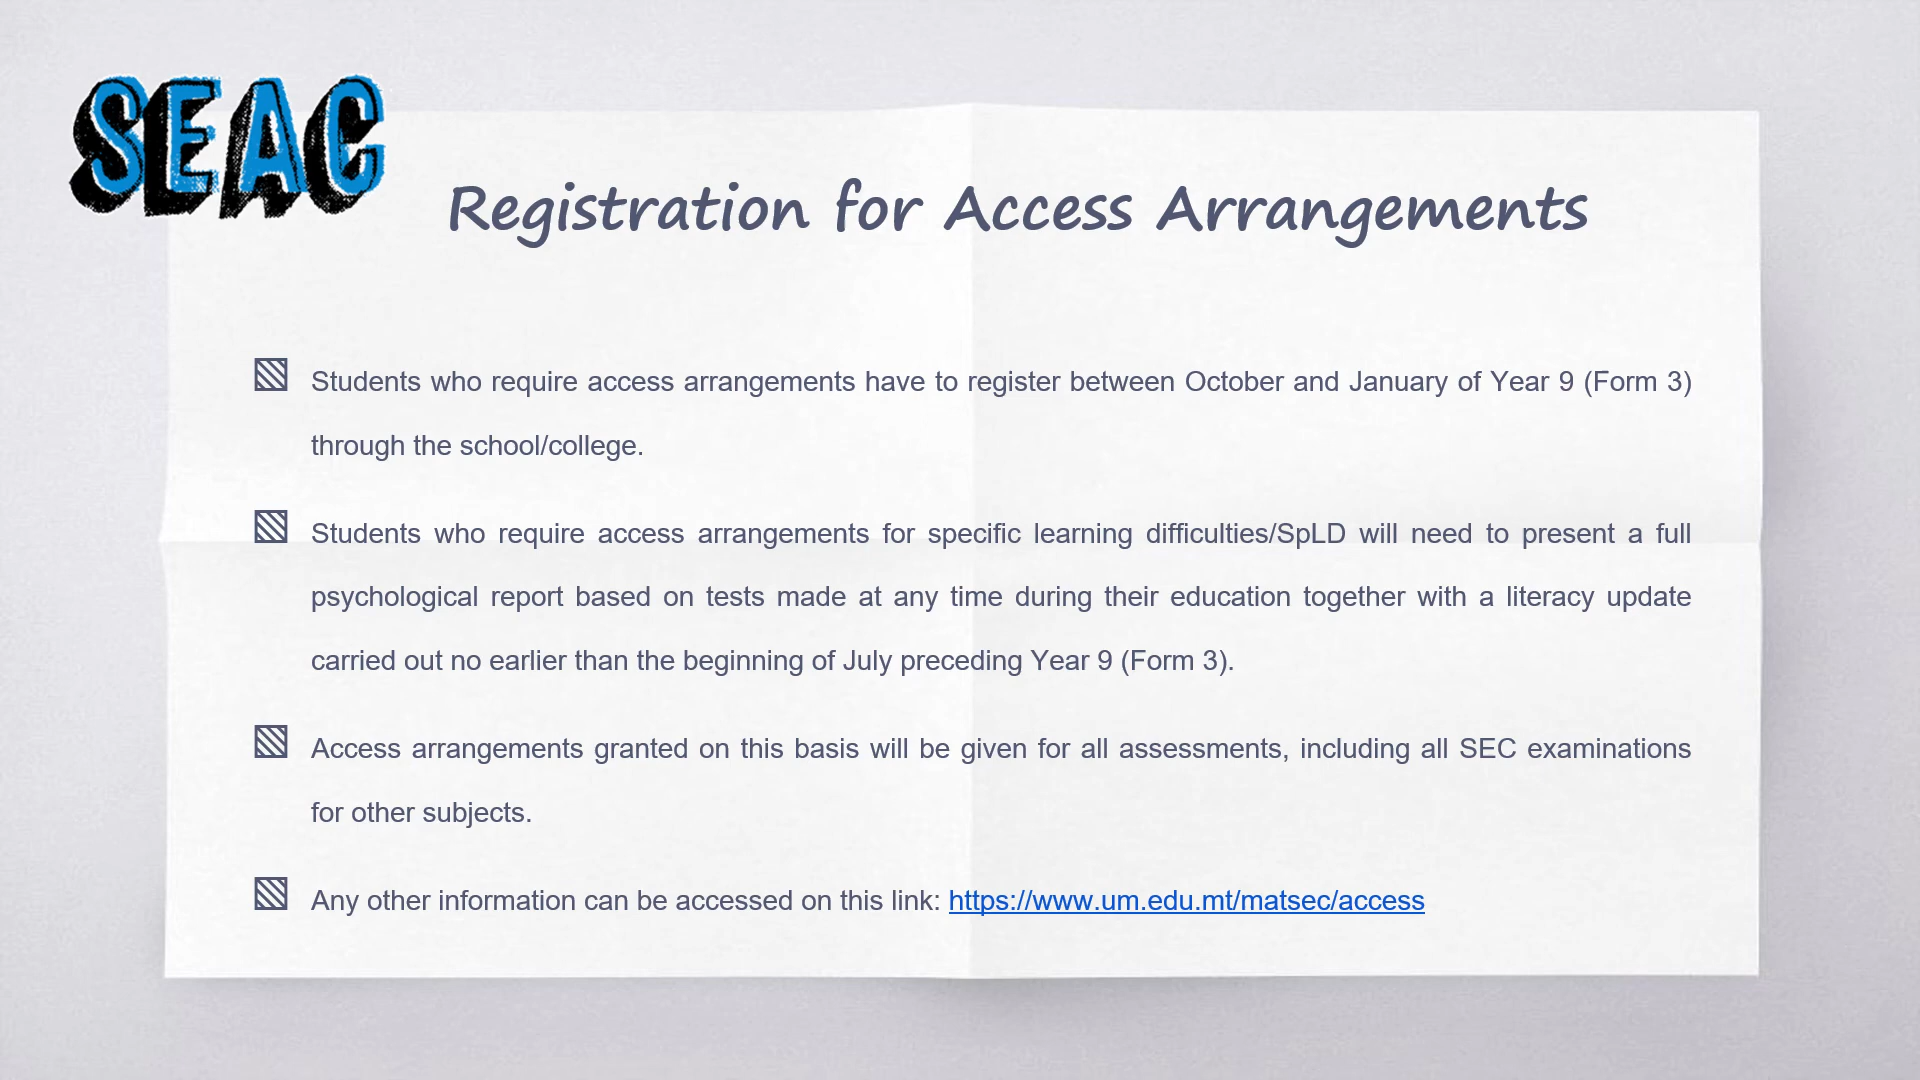 SEAC
Registration for Access Arrangements
Students who require access arrangements have to register between October and January of Year 9 (Form 3)
through the school/college.
Students who require access arrangements for specific learning difficulties/SpLD will need to present a full
psychological report based on tests made at any time during their education together with a literacy update
carried out no earlier than the beginning of July preceding Year 9 (Form 3).
Access arrangements granted on this basis will be given for all assessments, including all SEC examinations
for other subjects.
Any other information can be accessed on this link: https://www.um.edu.mt/matsec/access